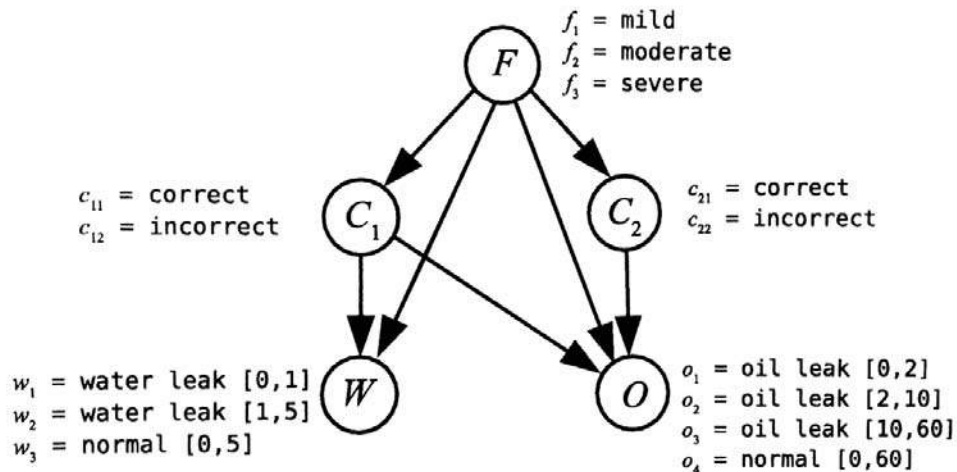 f₁ = mild
f₂ = moderate
f₃ = severe
F
c₁₁ = correct
c₁₂ = incorrect
C₁
C₂
c₂₁ = correct
c₂₂ = incorrect
w₁ = water leak [0,1]
w₂ = water leak [1,5]
w₃ = normal [0,5]
W
O
o₁ = oil leak [0,2]
o₂ = oil leak [2,10]
o₃ = oil leak [10,60]
o₄ = normal [0,60]